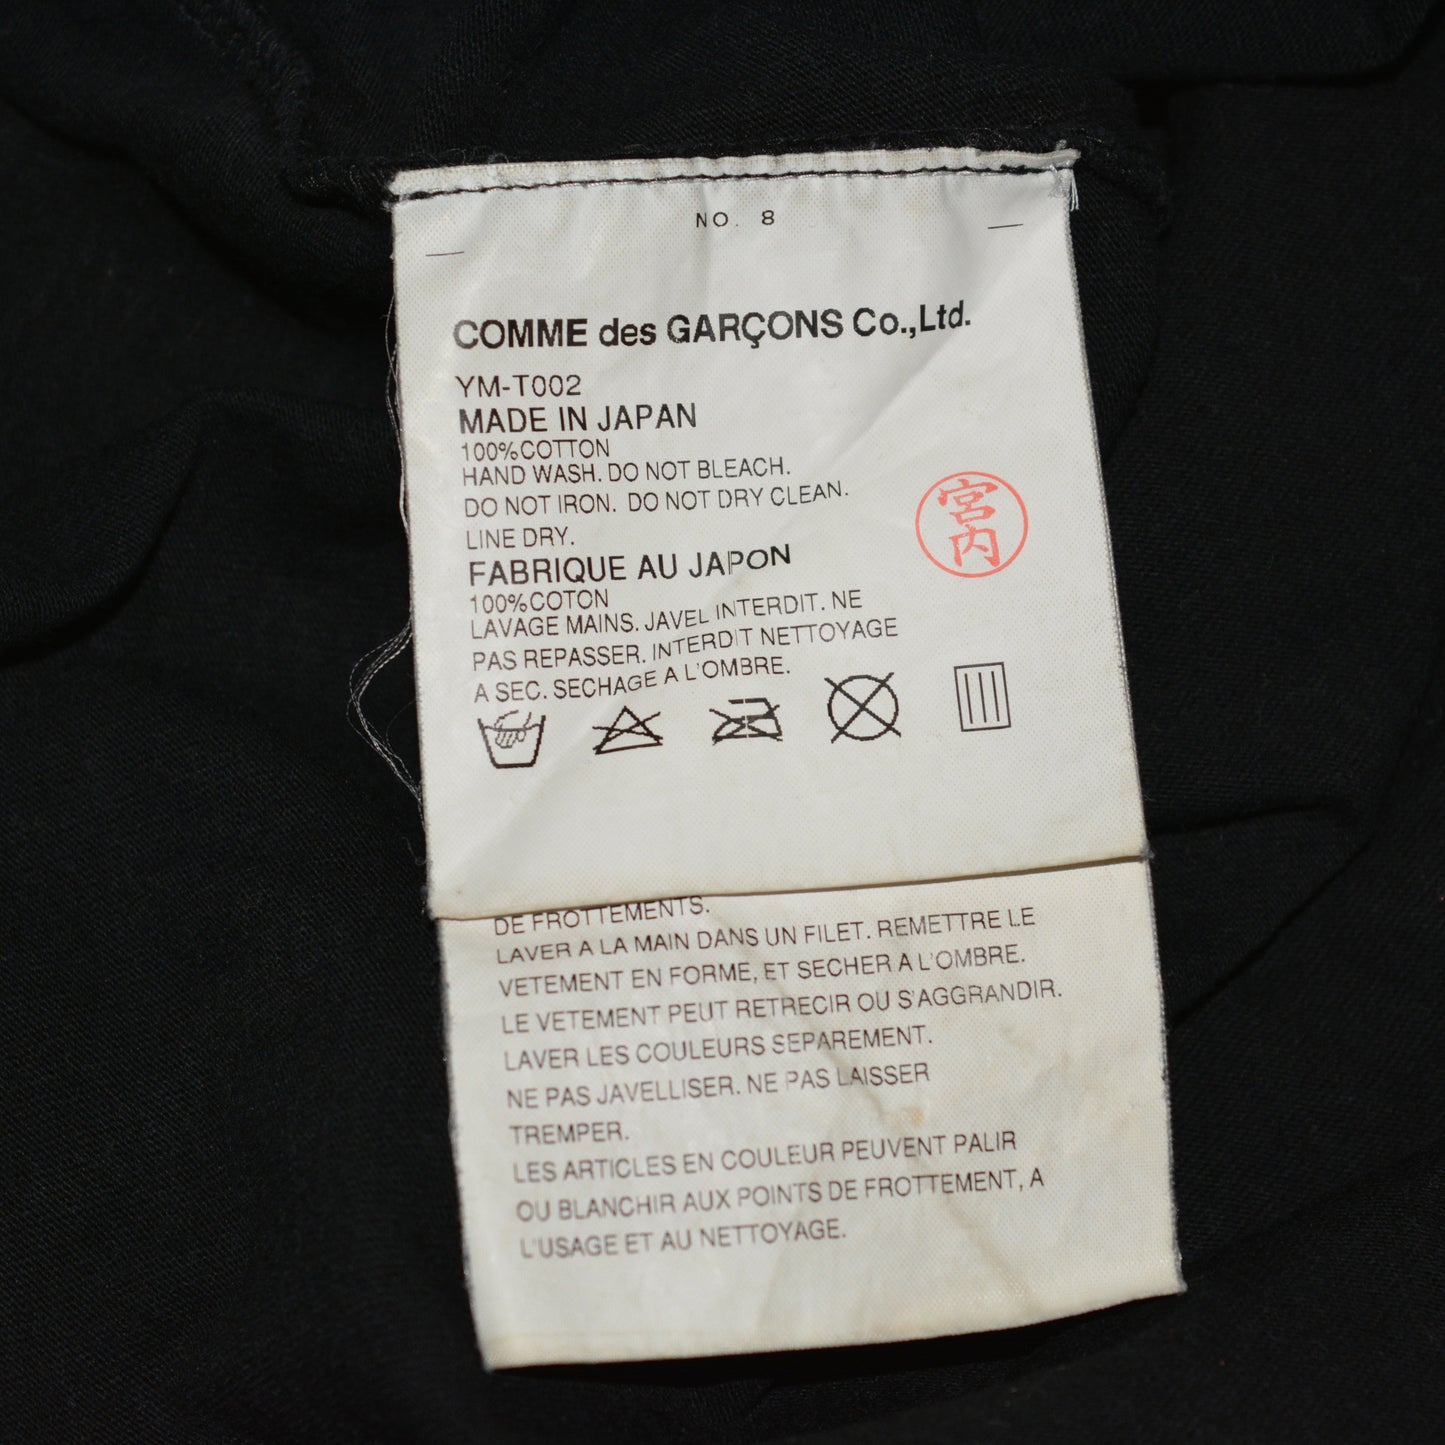 NO. 8
COMME des GARÇONS Co.,Ltd.
YM-T002
MADE IN JAPAN
100%COTTON
HAND WASH. DO NOT BLEACH.
DO NOT IRON. DO NOT DRY CLEAN.
LINE DRY.
宮内
FABRIQUE AU JAPON
100%COTON
LAVAGE MAINS. JAVEL INTERDIT. NE
PAS REPASSER. INTERDIT NETTOYAGE
A SEC. SECHAGE A L'OMBRE.
DE FROTTEMENTS.
LAVER A LA MAIN DANS UN FILET. REMETTRE LE
VETEMENT EN FORME, ET SECHER A L'OMBRE.
LE VETEMENT PEUT RETRECIR OU S'AGGRANDIR.
LAVER LES COULEURS SEPAREMENT.
NE PAS JAVELLISER. NE PAS LAISSER
TREMPER.
LES ARTICLES EN COULEUR PEUVENT PALIR
OU BLANCHIR AUX POINTS DE FROTTEMENT, A
L'USAGE ET AU NETTOYAGE.